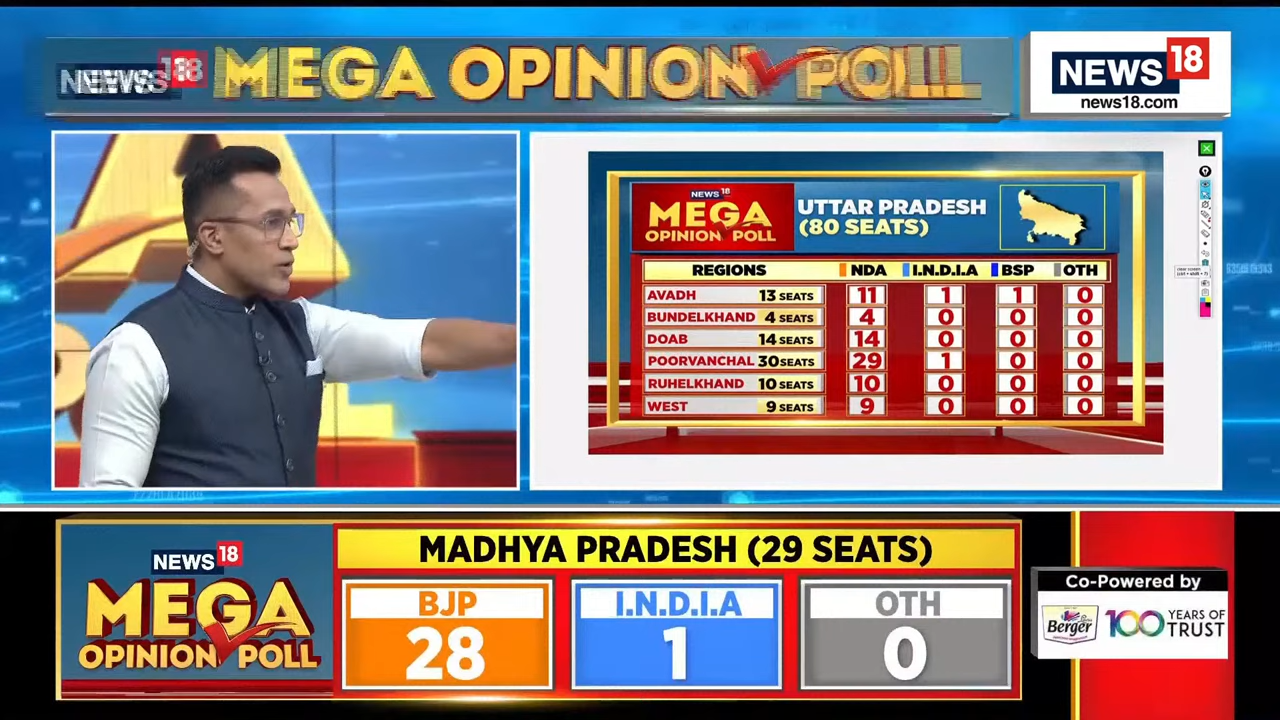 NEWS 18 MEGA OPINION POLL
NEWS 18
news18.com
NEWS 18
MEGA
OPINION POLL
UTTAR PRADESH
(80 SEATS)
REGIONS NDA I.N.D.I.A BSP OTH
AVADH 13 SEATS 11 1 1 0
BUNDELKHAND 4 SEATS 4 0 0 0
DOAB 14 SEATS 14 0 0 0
POORVANCHAL 30 SEATS 29 1 0 0
RUHELKHAND 10 SEATS 10 0 0 0
WEST 9 SEATS 9 0 0 0
NEWS 18
MEGA
OPINION POLL
MADHYA PRADESH (29 SEATS)
BJP I.N.D.I.A OTH
28 1 0
Co-Powered by
Berger 100 YEARS OF
TRUST